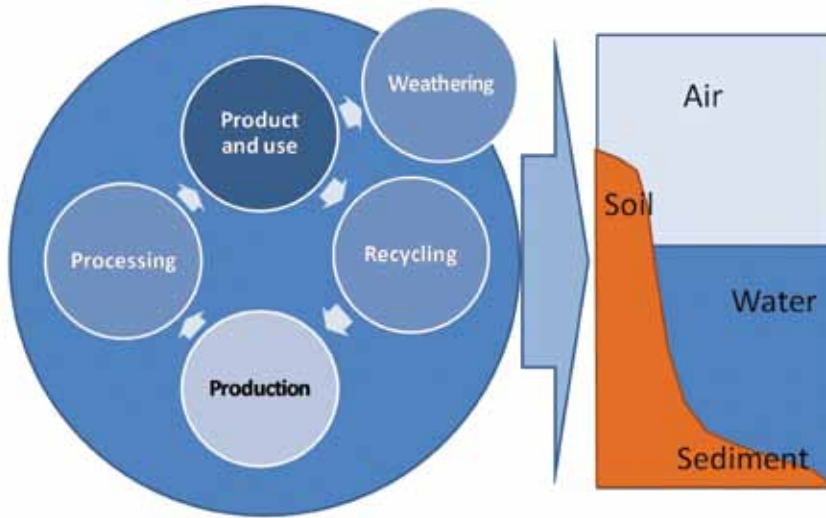 Weathering
Product
and use
Processing
Recycling
Production
Air
Soil
Water
Sediment